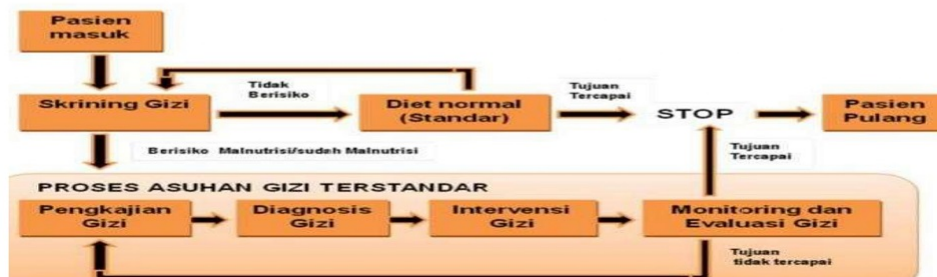 Pasien
masuk
Skrining Gizi
Tidak
Berisiko
Diet normal
(Standar)
Tujuan
Tercapai
STOP
Pasien
Pulang
Berisiko Malnutrisi/sudah Malnutrisi
Tujuan
Tercapai
PROSES ASUHAN GIZI TERSTANDAR
Pengkajian
Gizi
Diagnosis
Gizi
Intervensi
Gizi
Monitoring dan
Evaluasi Gizi
Tujuan
tidak tercapai